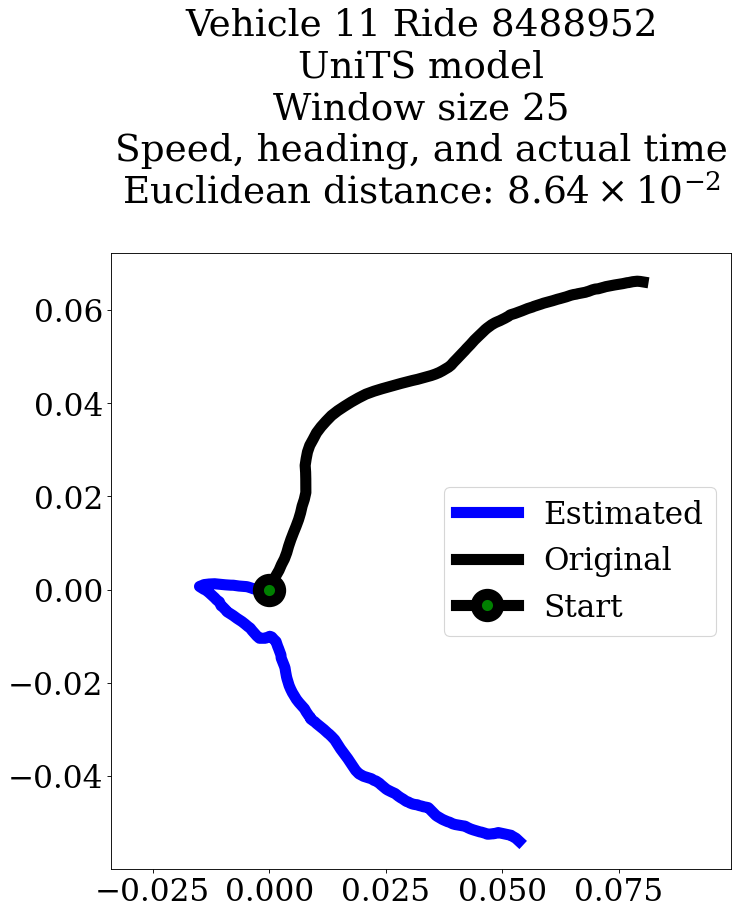 Vehicle 11 Ride 8488952
UniTS model
Window size 25
Speed, heading, and actual time
Euclidean distance: 8.64 × 10⁻²
0.06
0.04
0.02
0.00
−0.02
−0.04
Estimated
Original
Start
−0.025 0.000 0.025 0.050 0.075